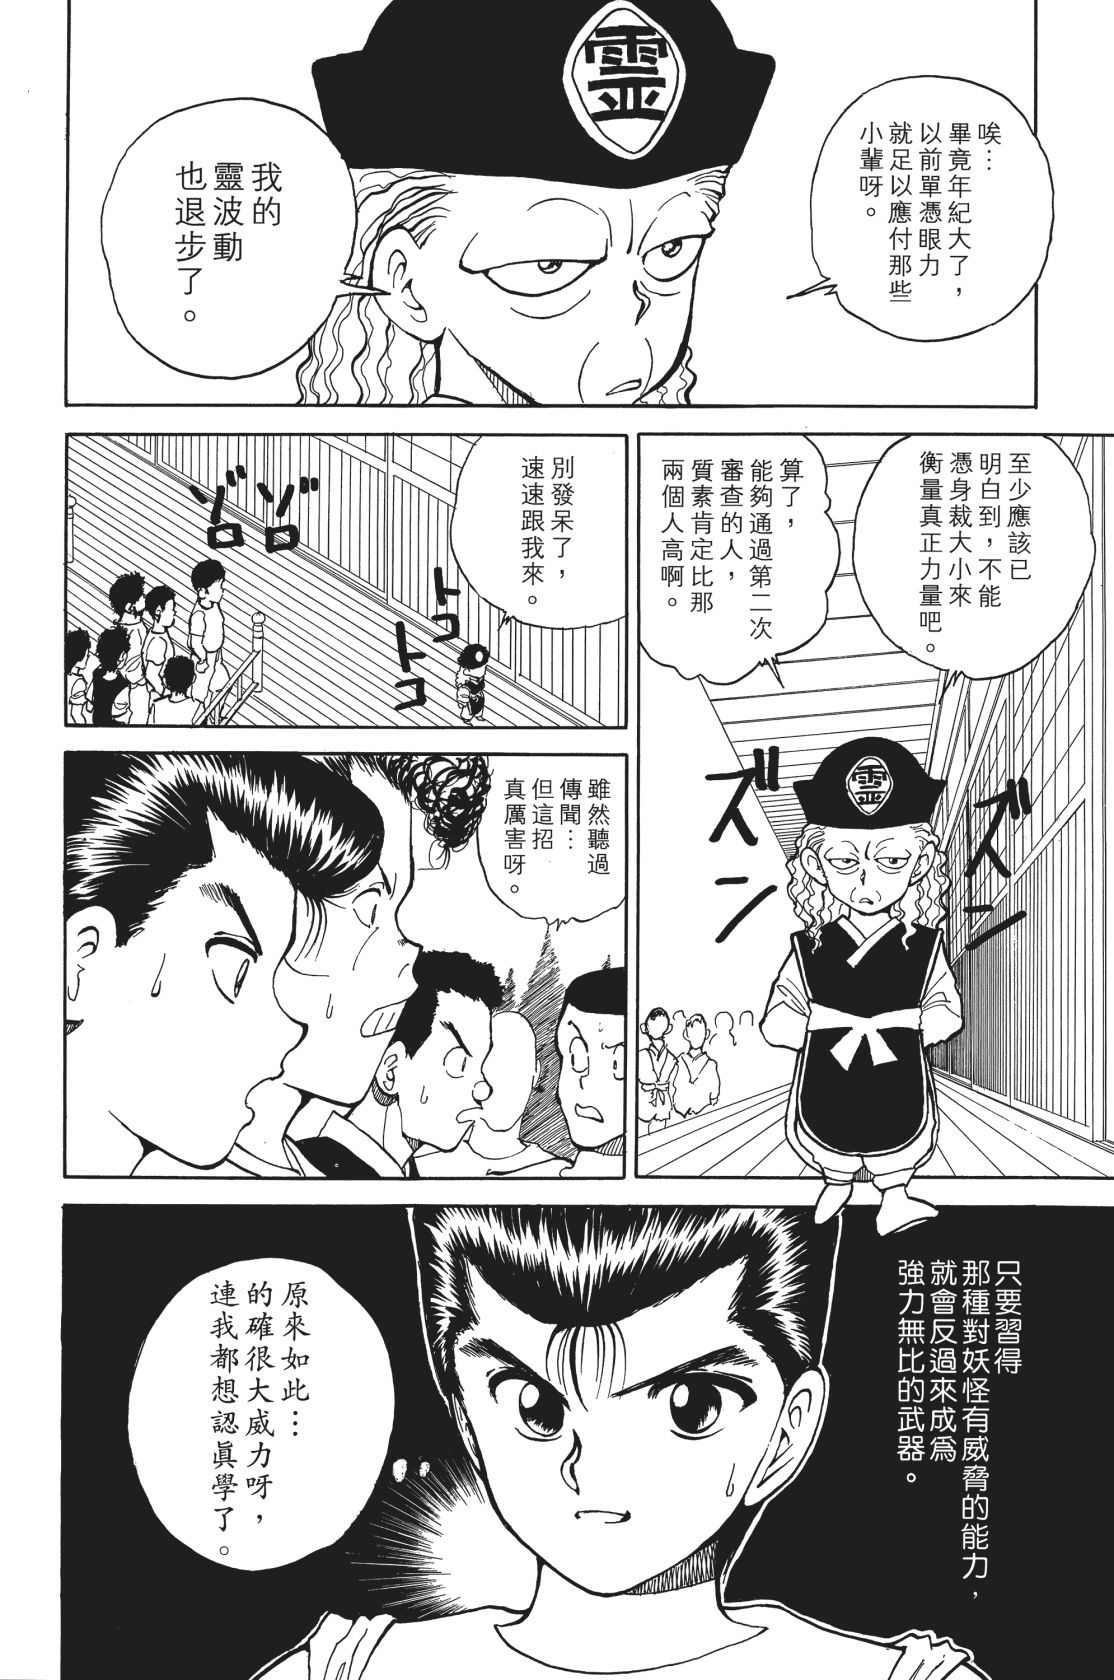 靈
唉…
畢竟年紀大了，
以前單憑眼力
就足以應付那些
小輩呀。
我的
靈波動
也退步了。
至少應該已
明白到，不能
憑身裁大小來
衡量真正力量吧。
算了，
能夠通過第二次
審查的人，
質素肯定比那
兩個人高啊。
靈
ズン
ズン
別發呆了，
速速跟我來。
ゾロ
ゾロ
トコ
トコ
雖然聽過
傳聞…
但這招
真厲害呀。
只要習得
那種對妖怪有威脅的能力，
就會反過來成為
強力無比的武器。
原來如此…
的確很大威力呀，
連我都想認真學了。